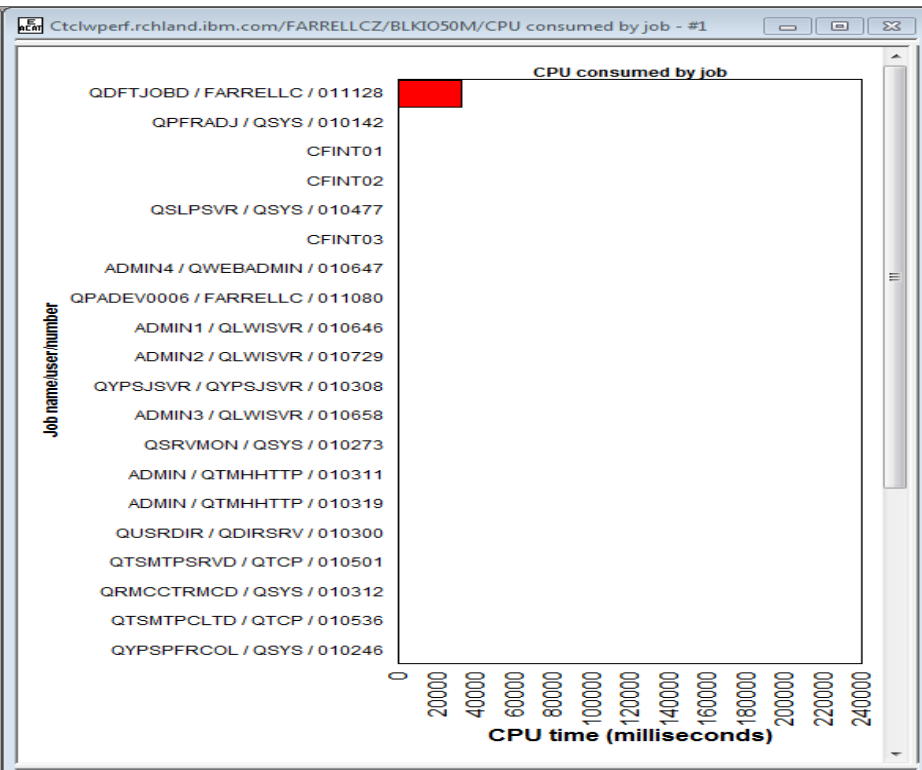 Ctclwperf.rchland.ibm.com/FARRELLCZ/BLKIO50M/CPU consumed by job - #1
CPU consumed by job
Job name/user/number
QDFTJOBD / FARRELLC / 011128
QPFRADJ / QSYS / 010142
CFINT01
CFINT02
QSLPSVR / QSYS / 010477
CFINT03
ADMIN4 / QWEBADMIN / 010647
QPADEV0006 / FARRELLC / 011080
ADMIN1 / QLWISVR / 010646
ADMIN2 / QLWISVR / 010729
QYPSJSVR / QYPSJSVR / 010308
ADMIN3 / QLWISVR / 010658
QSRVMON / QSYS / 010273
ADMIN / QTMHHTTP / 010311
ADMIN / QTMHHTTP / 010319
QUSRDIR / QDIRSRV / 010300
QTSMTPSRVD / QTCP / 010501
QRMCCTRMCD / QSYS / 010312
QTSMTPCLTD / QTCP / 010536
QYPSPFRCOL / QSYS / 010246
0
20000
40000
60000
80000
100000
120000
140000
160000
180000
200000
220000
240000
CPU time (milliseconds)